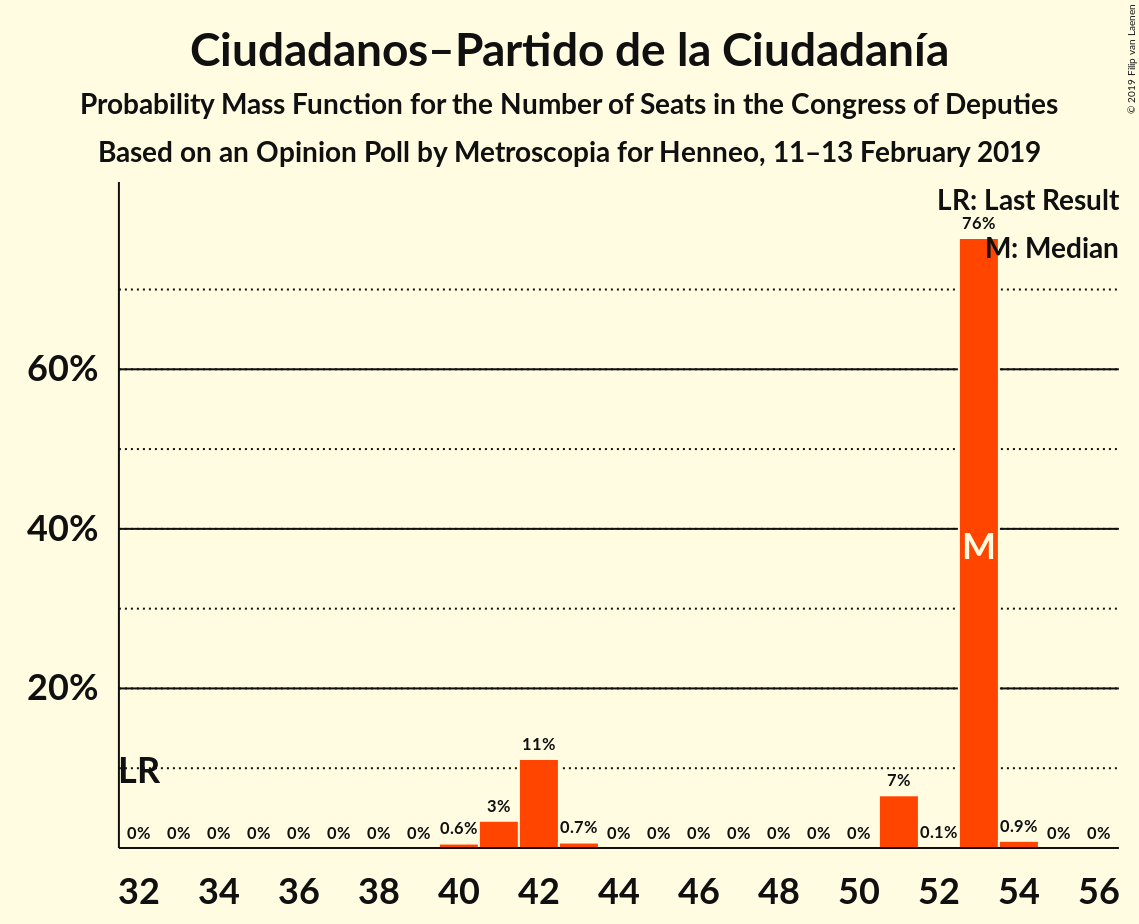 Ciudadanos–Partido de la Ciudadanía
Probability Mass Function for the Number of Seats in the Congress of Deputies
Based on an Opinion Poll by Metroscopia for Henneo, 11–13 February 2019
© 2019 Filip van Laenen
LR: Last Result
76%
M: Median
60%
40%
M
20%
LR
0% 0% 0% 0% 0% 0% 0% 0% 0.6% 3% 11% 0.7% 0% 0% 0% 0% 0% 0% 0% 7% 0.1% 0.9% 0% 0%
32 34 36 38 40 42 44 46 48 50 52 54 56